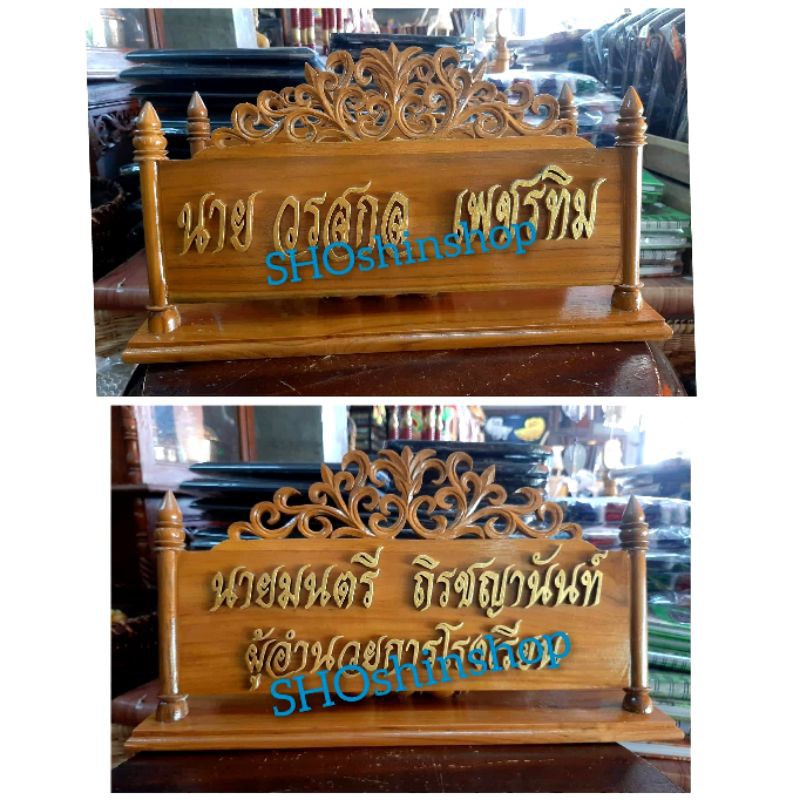 นาย วรสกุล เพชรทิม
SHOshinshop
นายมนตรี ถิรชญานันท์
ผู้อำนวยการโรงเรียน
SHOshinshop